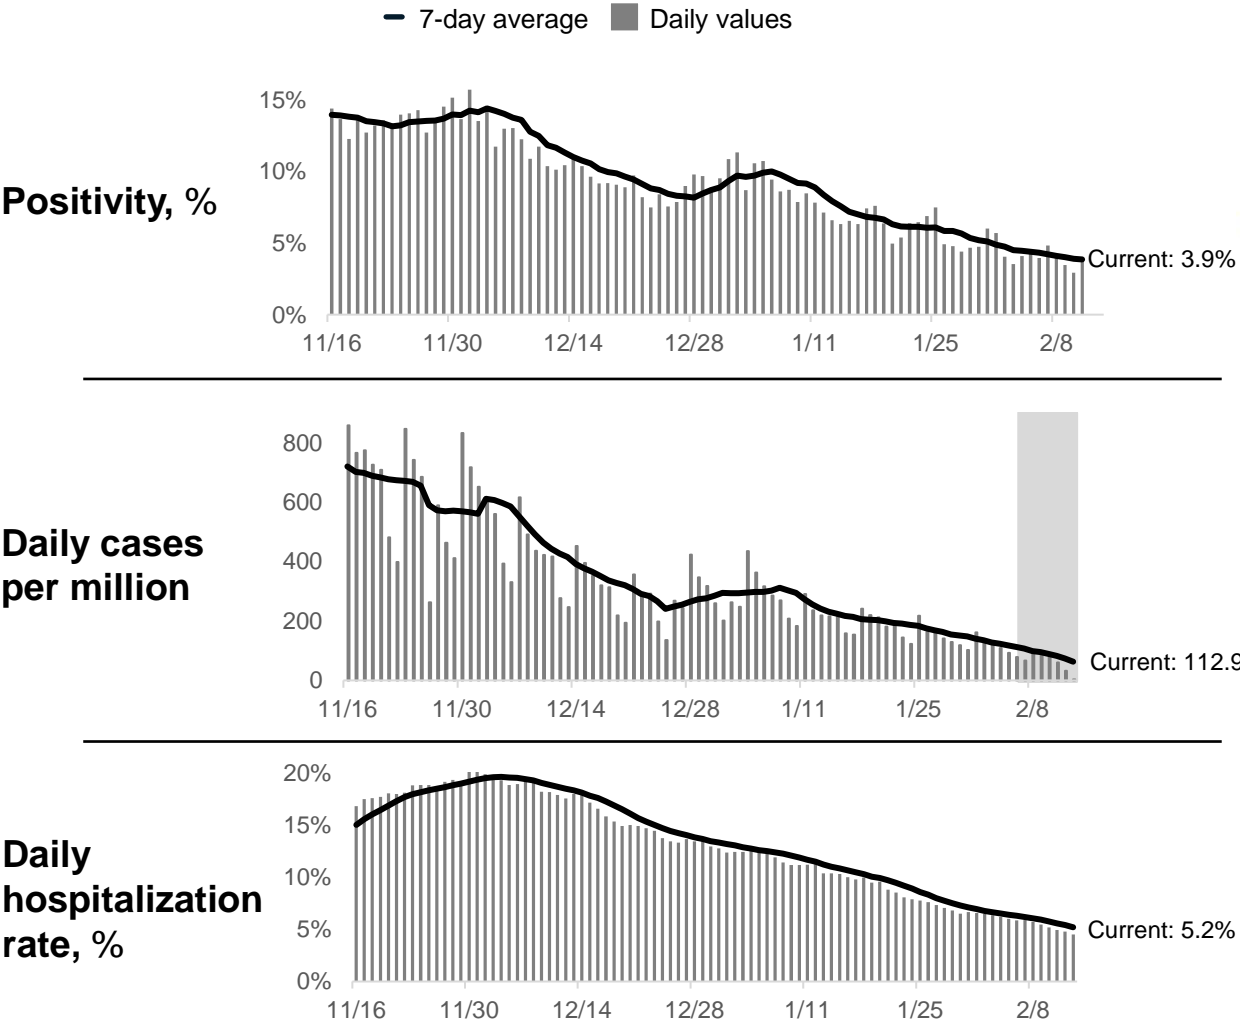 7-day average Daily values
15%
10%
5%
0%
Positivity, %
Current: 3.9%
11/16 11/30 12/14 12/28 1/11 1/25 2/8
800
600
400
200
0
Daily cases
per million
Current: 112.9
11/16 11/30 12/14 12/28 1/11 1/25 2/8
20%
15%
10%
5%
0%
Daily
hospitalization
rate, %
Current: 5.2%
11/16 11/30 12/14 12/28 1/11 1/25 2/8